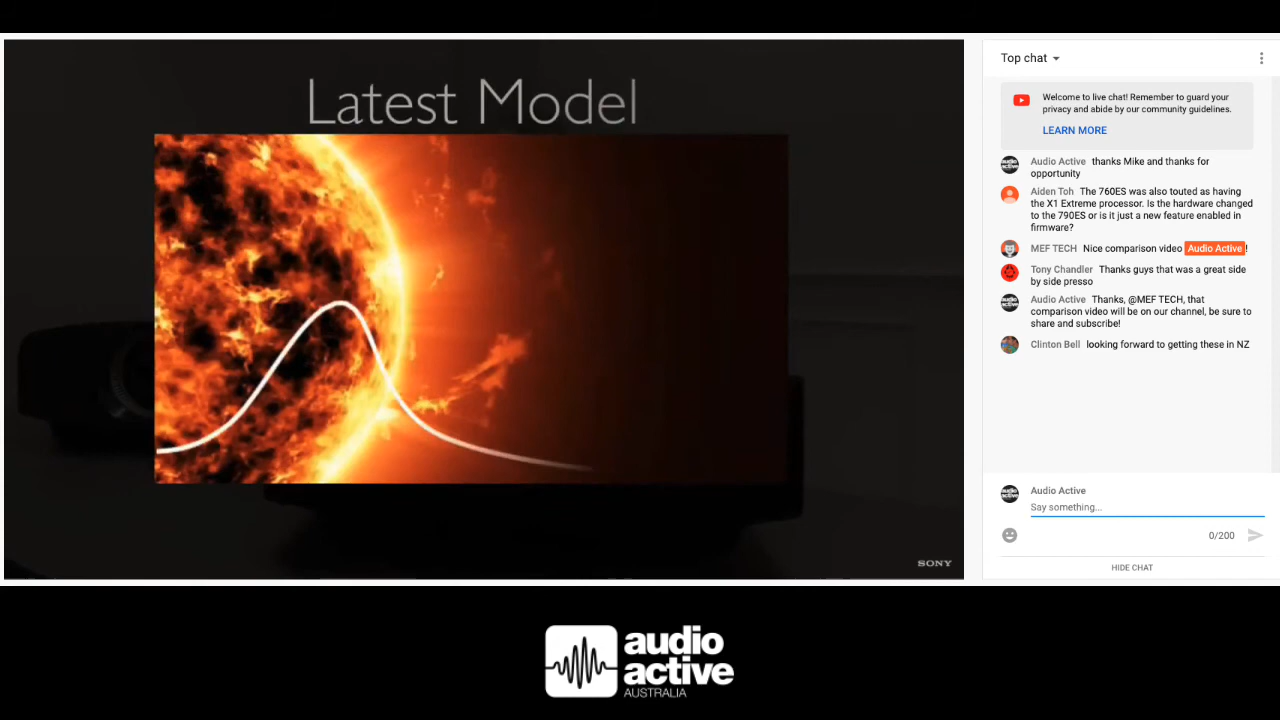 Latest Model
SONY
Top chat
Welcome to live chat! Remember to guard your
privacy and abide by our community guidelines.
LEARN MORE
Audio Active thanks Mike and thanks for
opportunity
Aiden Toh The 760ES was also touted as having
the X1 Extreme processor. Is the hardware changed
to the 790ES or is it just a new feature enabled in
firmware?
MEF TECH Nice comparison video Audio Active !
Tony Chandler Thanks guys that was a great side
by side presso
Audio Active Thanks, @MEF TECH, that
comparison video will be on our channel, be sure to
share and subscribe!
Clinton Bell looking forward to getting these in NZ
Audio Active
Say something...
0/200
HIDE CHAT
audio
active
AUSTRALIA